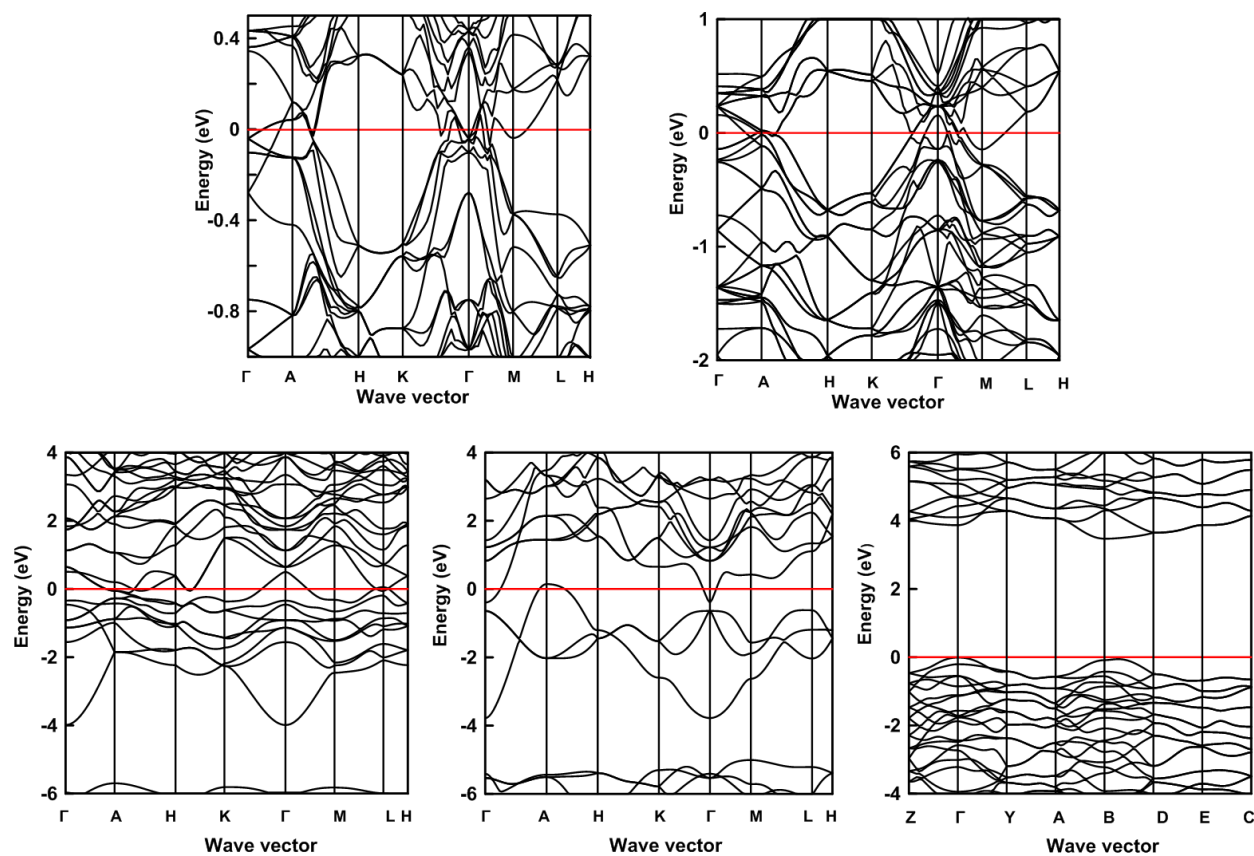 0.4
0
-0.4
-0.8
Energy (eV)
Γ A H K Γ M L H
Wave vector
1
0
-1
-2
Energy (eV)
Γ A H K Γ M L H
Wave vector
4
2
0
-2
-4
-6
Energy (eV)
Γ A H K Γ M L H
Wave vector
4
2
0
-2
-4
-6
Energy (eV)
Γ A H K Γ M L H
Wave vector
6
4
2
0
-2
-4
Energy (eV)
Z Γ Y A B D E C
Wave vector